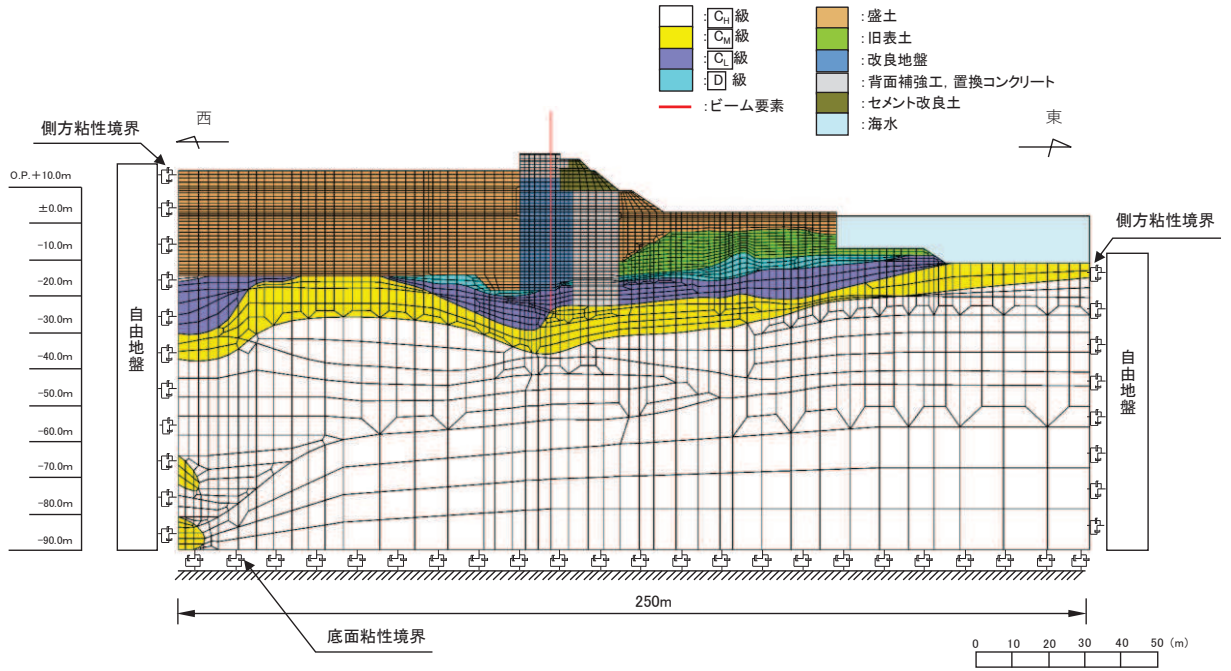 :CH級
:CM級
:CL級
:D 級
:ビーム要素
:盛土
:旧表土
:改良地盤
:背面補強工,置換コンクリート
:セメント改良土
:海水
西
東
側方粘性境界
側方粘性境界
O.P.+10.0m
±0.0m
-10.0m
-20.0m
-30.0m
-40.0m
-50.0m
-60.0m
-70.0m
-80.0m
-90.0m
自由地盤
自由地盤
250m
底面粘性境界
0 10 20 30 40 50 (m)